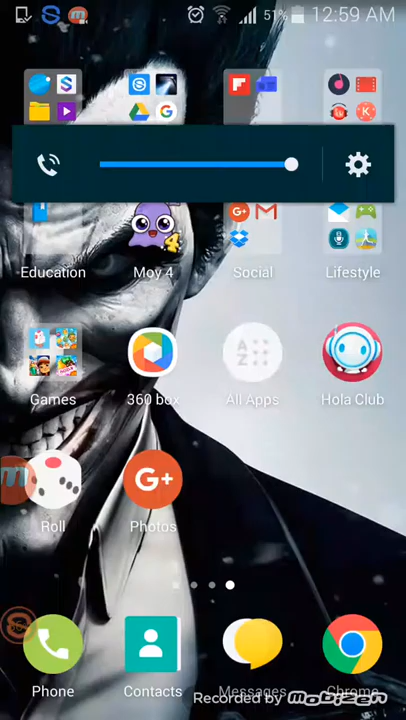 51% 12:59 AM
Education Moy 4 Social Lifestyle
4
Games 360 box All Apps Hola Club
A
Z
G+
Roll Photos
Phone Contacts Messages Chrome
Recorded by mobizen